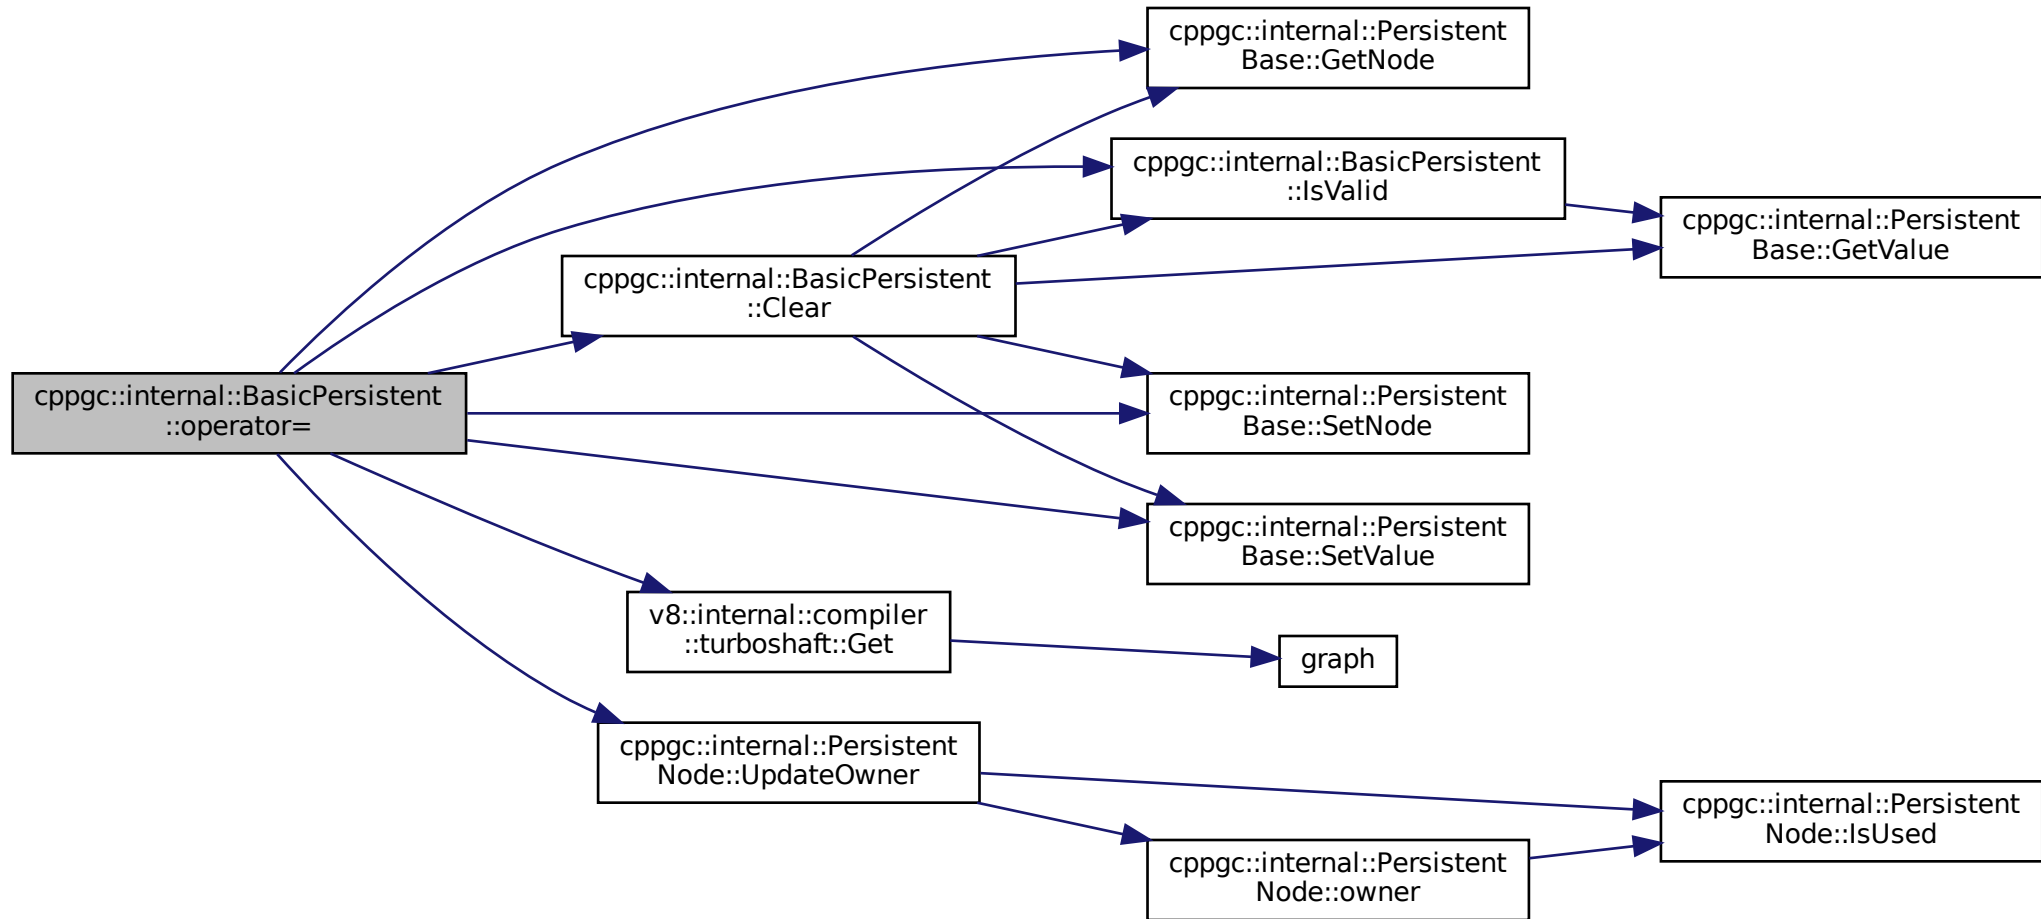 cppgc::internal::Persistent
Base::GetNode
cppgc::internal::BasicPersistent
::IsValid
cppgc::internal::Persistent
Base::GetValue
cppgc::internal::BasicPersistent
::Clear
cppgc::internal::BasicPersistent
::operator=
cppgc::internal::Persistent
Base::SetNode
cppgc::internal::Persistent
Base::SetValue
v8::internal::compiler
::turboshaft::Get
graph
cppgc::internal::Persistent
Node::UpdateOwner
cppgc::internal::Persistent
Node::IsUsed
cppgc::internal::Persistent
Node::owner